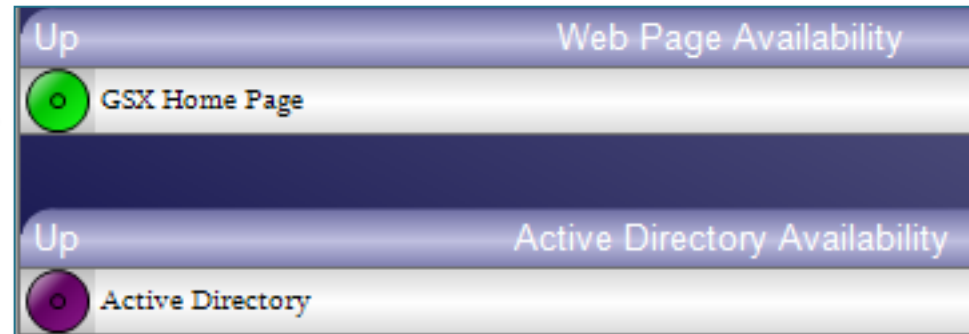 Up Web Page Availability
GSX Home Page
Up Active Directory Availability
Active Directory